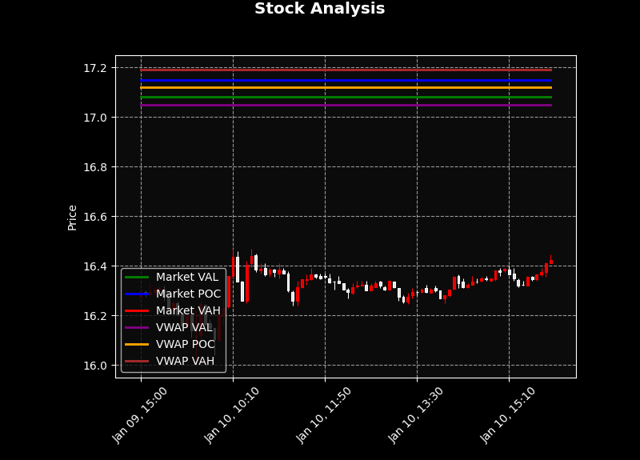 Stock Analysis
Price
17.2
17.0
16.8
16.6
16.4
16.2
16.0
Market VAL
Market POC
Market VAH
VWAP VAL
VWAP POC
VWAP VAH
Jan 09, 15:00
Jan 10, 10:10
Jan 10, 11:50
Jan 10, 13:30
Jan 10, 15:10